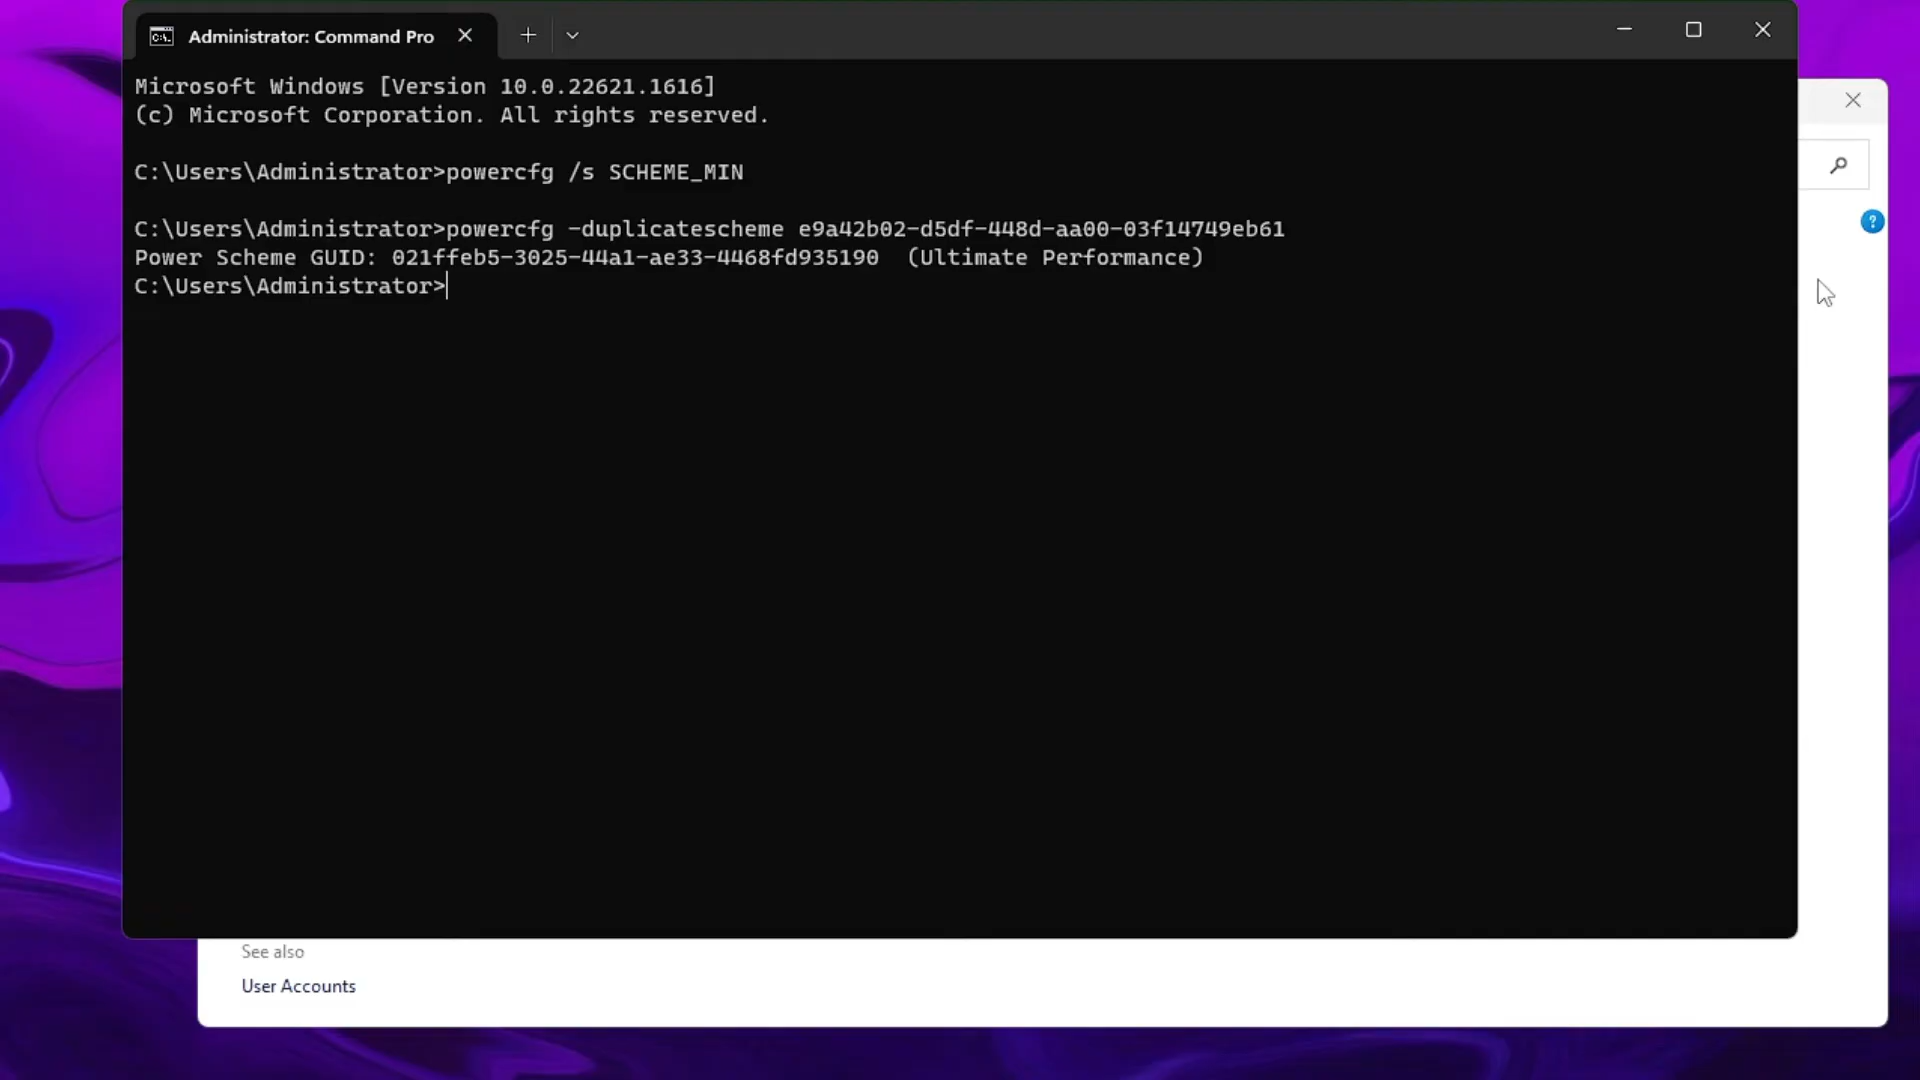 Administrator: Command Pro
Microsoft Windows [Version 10.0.22621.1616]
(c) Microsoft Corporation. All rights reserved.
C:\Users\Administrator>powercfg /s SCHEME_MIN
C:\Users\Administrator>powercfg -duplicatescheme e9a42b02-d5df-448d-aa00-03f14749eb61
Power Scheme GUID: 021ffeb5-3025-44a1-ae33-4468fd935190  (Ultimate Performance)
C:\Users\Administrator>
See also
User Accounts